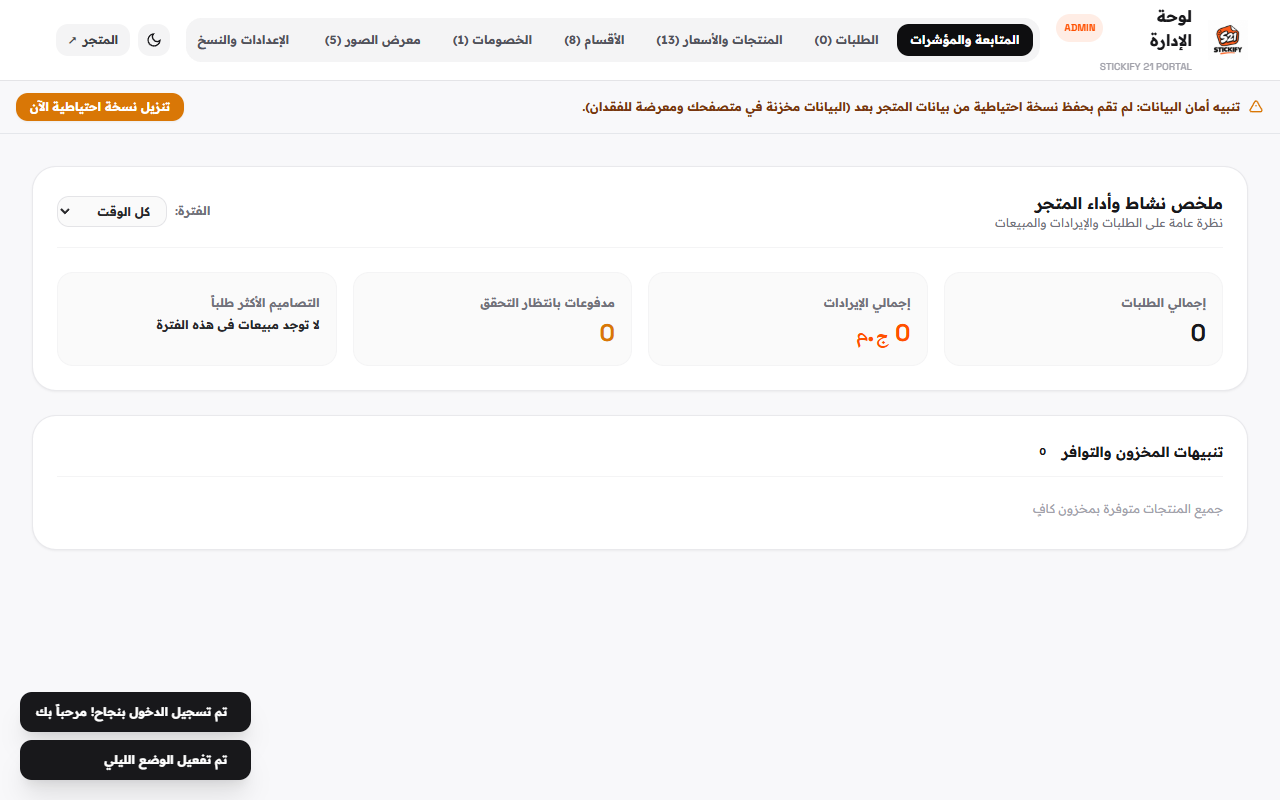 S21
STICKIFY
لوحة
الإدارة
ADMIN
STICKIFY 21 PORTAL
المتابعة والمؤشرات
الطلبات (0)
المنتجات والأسعار (13)
الأقسام (8)
الخصومات (1)
معرض الصور (5)
الإعدادات والنسخ
المتجر ↗
تنبيه أمان البيانات: لم تقم بحفظ نسخة احتياطية من بيانات المتجر بعد (البيانات مخزنة في متصفحك ومعرضة للفقدان).
تنزيل نسخة احتياطية الآن
ملخص نشاط وأداء المتجر
نظرة عامة على الطلبات والإيرادات والمبيعات
الفترة:
كل الوقت
إجمالي الطلبات
0
إجمالي الإيرادات
0 ج.م
مدفوعات بانتظار التحقق
0
التصاميم الأكثر طلباً
لا توجد مبيعات في هذه الفترة
تنبيهات المخزون والتوافر
0
جميع المنتجات متوفرة بمخزون كافٍ
تم تسجيل الدخول بنجاح! مرحباً بك
تم تفعيل الوضع الليلي